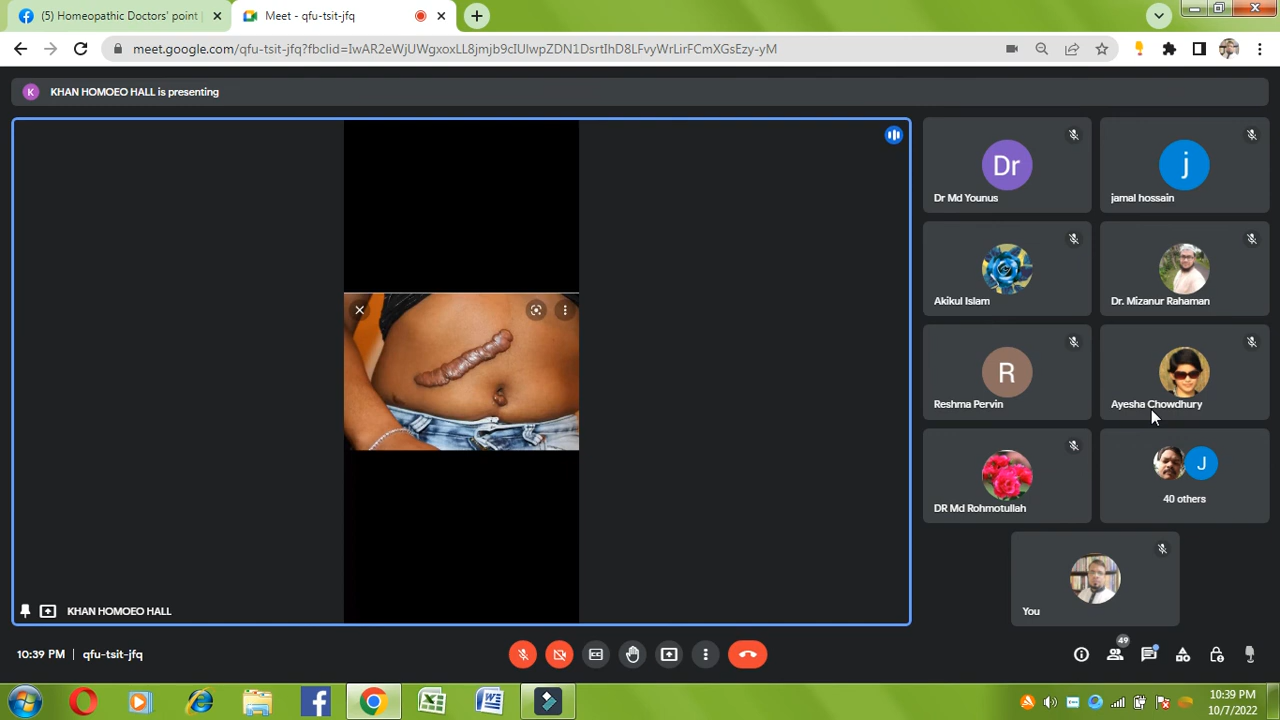 (5) Homeopathic Doctors' point |
Meet - qfu-tsit-jfq
meet.google.com/qfu-tsit-jfq?fbclid=IwAR2eWjUWgxoxLL8jmjb9cIUlwpZDN1DsrtIhD8LFvyWrLirFCmXGsEzy-yM
K KHAN HOMOEO HALL is presenting
Dr
Dr Md Younus
j
jamal hossain
Akikul Islam
Dr. Mizanur Rahaman
R
Reshma Pervin
Ayesha Chowdhury
DR Md Rohmotullah
J
40 others
You
KHAN HOMOEO HALL
10:39 PM | qfu-tsit-jfq
49
10:39 PM
10/7/2022